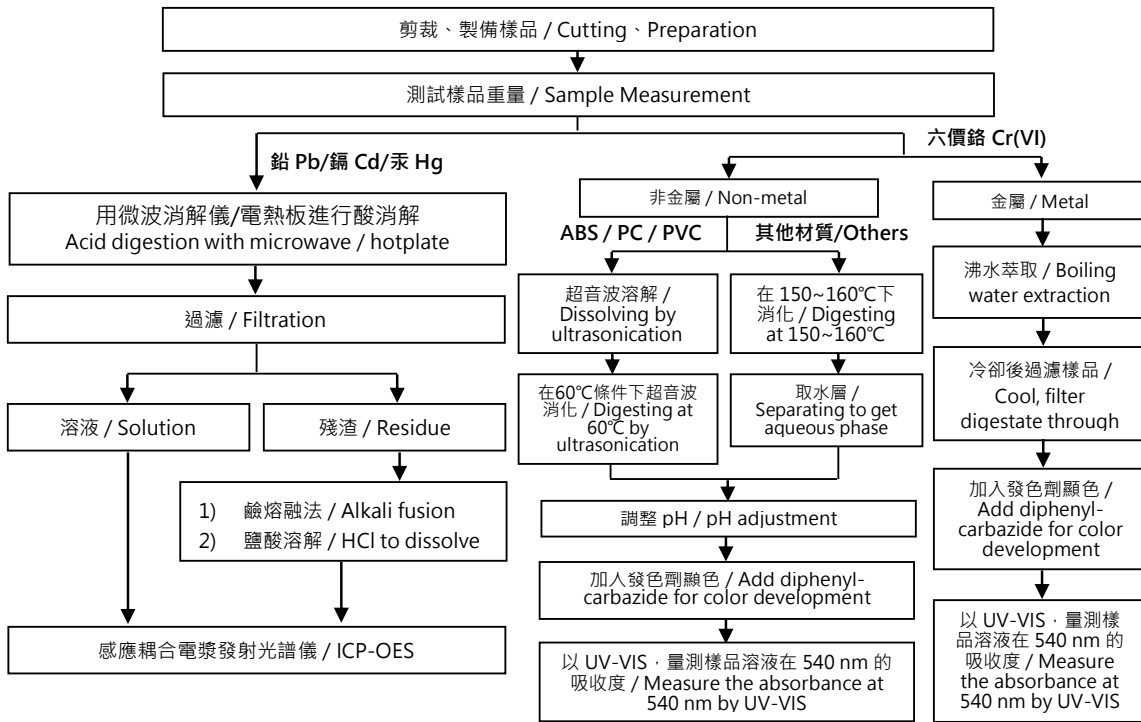 剪裁、製備樣品 / Cutting、Preparation
測試樣品重量 / Sample Measurement
六價鉻 Cr(VI)
鉛 Pb/鎘 Cd/汞 Hg
用微波消解儀/電熱板進行酸消解
Acid digestion with microwave / hotplate
過濾 / Filtration
溶液 / Solution
殘渣 / Residue
1) 鹼熔融法 / Alkali fusion
2) 鹽酸溶解 / HCl to dissolve
感應耦合電漿發射光譜儀 / ICP-OES
非金屬 / Non-metal
ABS / PC / PVC
其他材質/Others
超音波溶解 /
Dissolving by
ultrasonication
在 150~160℃下
消化 / Digesting
at 150~160℃
在60℃條件下超音波
消化 / Digesting at
60℃ by
ultrasonication
取水層 /
Separating to get
aqueous phase
調整 pH / pH adjustment
加入發色劑顯色 / Add diphenyl-
carbazide for color development
以 UV-VIS．量測樣品溶液在 540 nm 的
吸收度 / Measure the absorbance at
540 nm by UV-VIS
金屬 / Metal
沸水萃取 / Boiling
water extraction
冷卻後過濾樣品 /
Cool, filter
digestate through
加入發色劑顯色 /
Add diphenyl-
carbazide for color
development
以 UV-VIS．量測樣
品溶液在 540 nm 的
吸收度 / Measure
the absorbance at
540 nm by UV-VIS